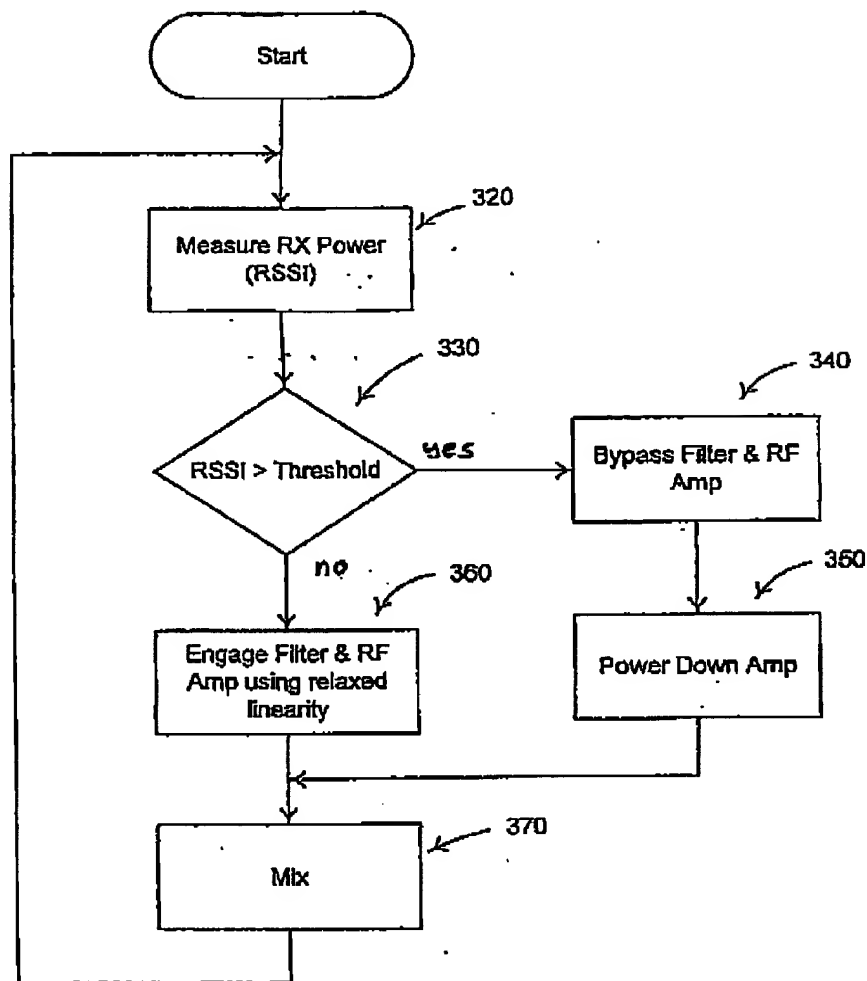 Start
320
Measure RX Power
(RSSI)
330
340
RSSI > Threshold
yes
Bypass Filter & RF
Amp
no
360
350
Engage Filter & RF
Amp using relaxed
linearity
Power Down Amp
370
Mix